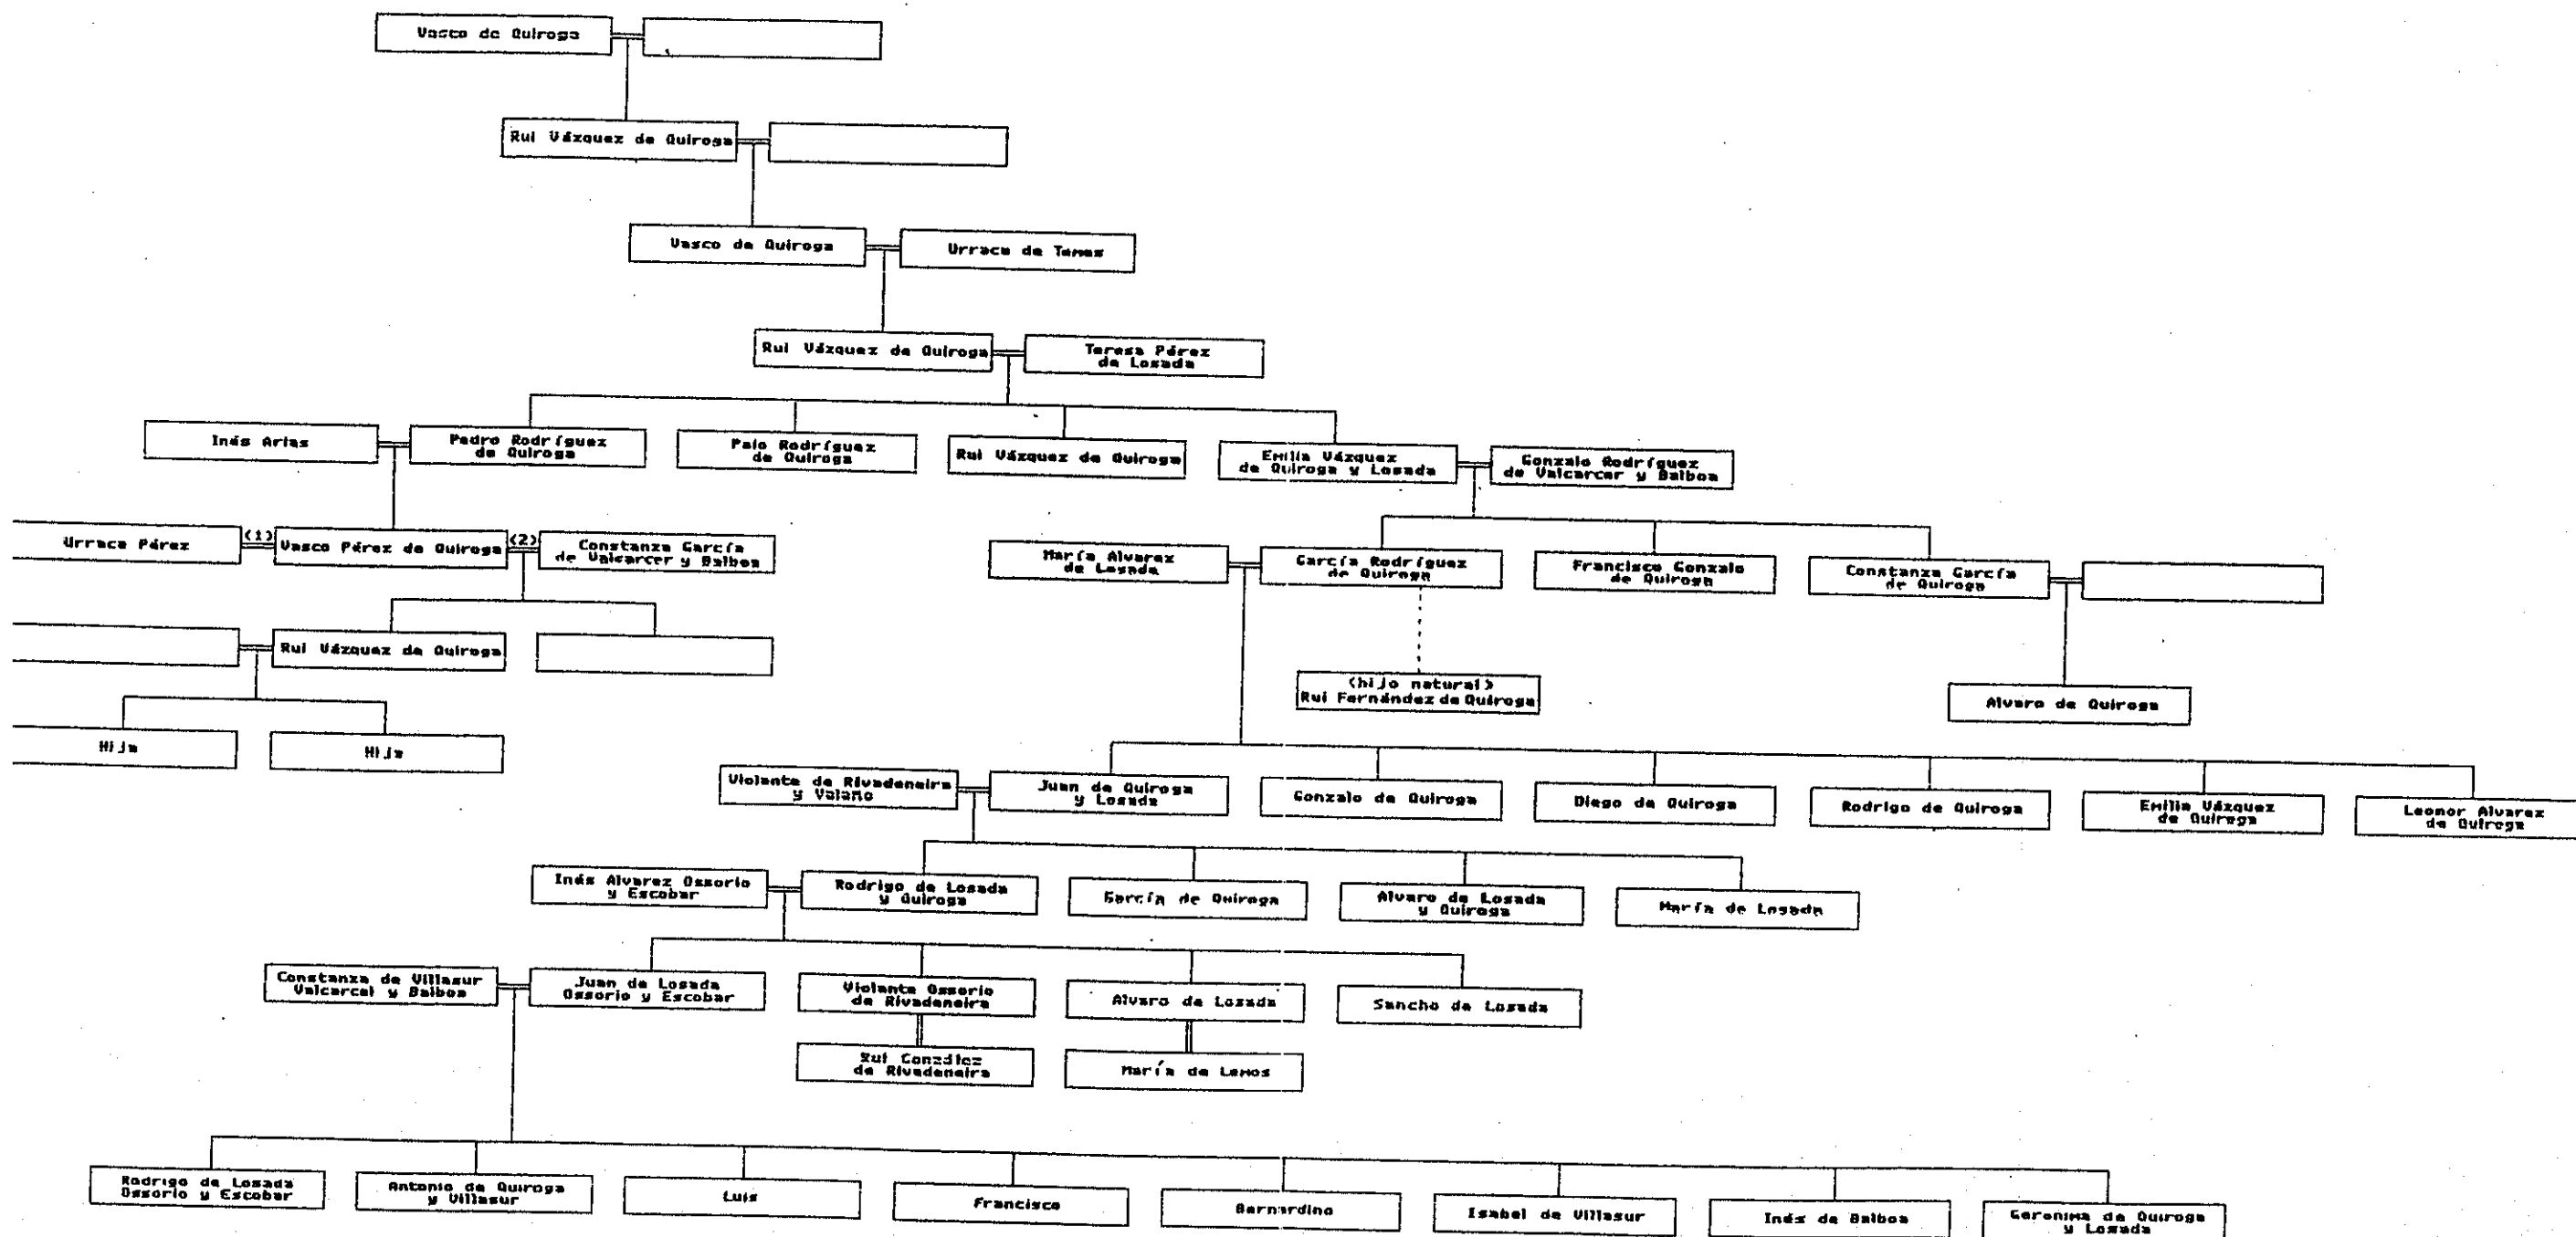 Vasco de Quiroga
Rui Vázquez de Quiroga
Vasco de Quiroga
Urraca de Temes
Rui Vázquez de Quiroga
Teresa Pérez
de Losada
Inés Arias
Pedro Rodríguez
de Quiroga
Paio Rodríguez
de Quiroga
Rui Vázquez de Quiroga
Emilia Vázquez
de Quiroga y Losada
Gonzalo Rodríguez
de Valcarcer y Balboa
Urraca Pérez
(1)
Vasco Pérez de Quiroga
(2)
Constanza García
de Valcarcer y Balboa
María Alvarez
de Losada
García Rodríguez
de Quiroga
Francisco Gonzalo
de Quiroga
Constanza García
de Quiroga
Rui Vázquez de Quiroga
(hijo natural)
Rui Fernández de Quiroga
Alvaro de Quiroga
Hija
Hija
Violante de Rivadeneira
y Valamo
Juan de Quiroga
y Losada
Gonzalo de Quiroga
Diego de Quiroga
Rodrigo de Quiroga
Emilia Vázquez
de Quiroga
Leonor Alvarez
de Quiroga
Inés Alvarez Ossorio
y Escobar
Rodrigo de Losada
y Quiroga
García de Quiroga
Alvaro de Losada
y Quiroga
María de Losada
Constanza de Villasur
Valcarcel y Balboa
Juan de Losada
Ossorio y Escobar
Violante Ossorio
de Rivadeneira
Alvaro de Losada
Sancho de Losada
Rui González
de Rivadeneira
María de Lemos
Rodrigo de Losada
Ossorio y Escobar
Antonio de Quiroga
y Villasur
Luis
Francisco
Bernardino
Isabel de Villasur
Inés de Balboa
Geronima de Quiroga
y Losada